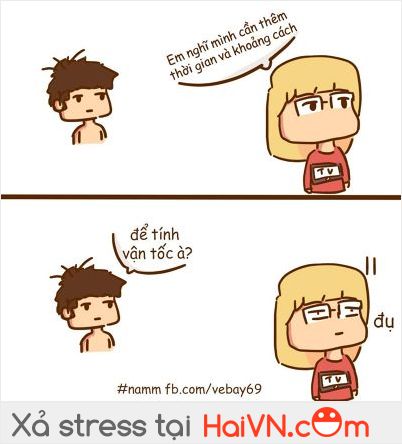 Em nghĩ mình cần thêm
thời gian và khoảng cách
TV
để tính
vận tốc à?
đụ
TV
#namm fb.com/vebay69
Xả stress tại HaiVN.com